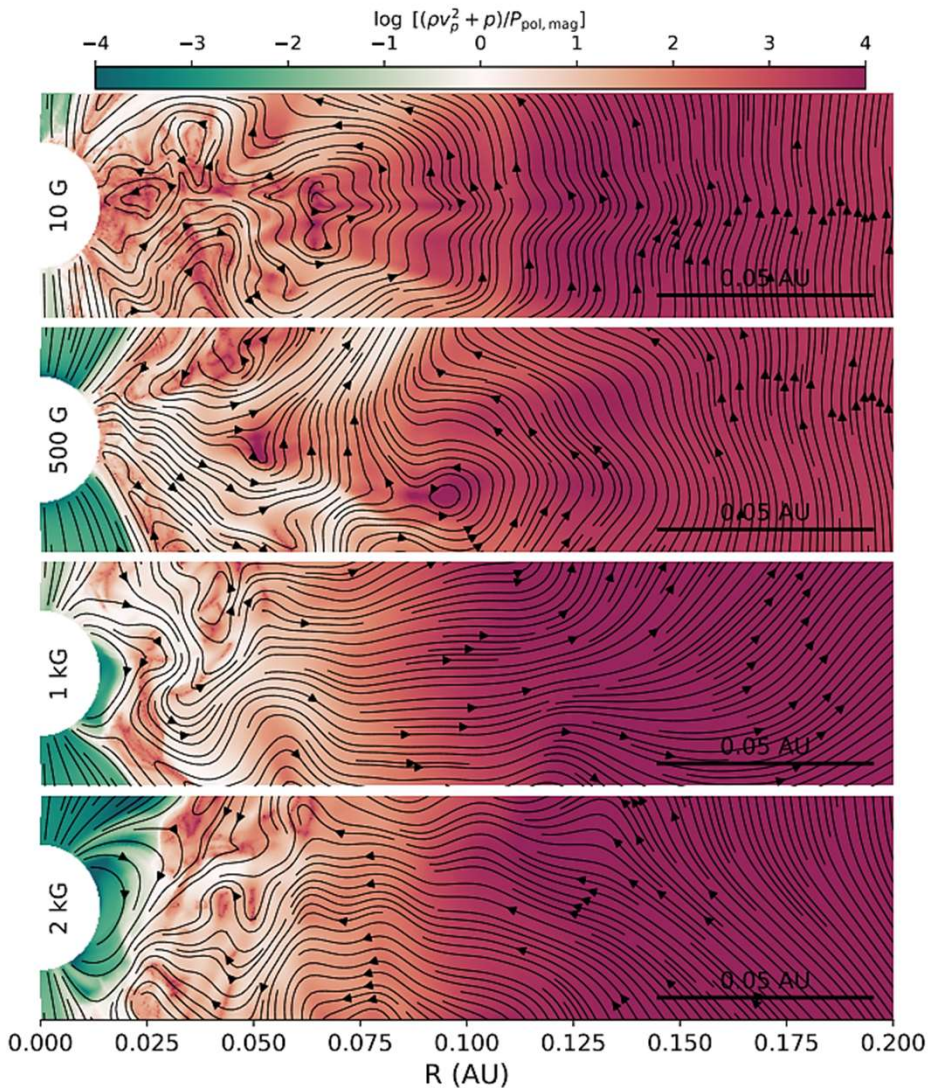 log [(ρv_p^2 + p)/P_pol,mag]
−4 −3 −2 −1 0 1 2 3 4
10 G
0.05 AU
500 G
0.05 AU
1 kG
0.05 AU
2 kG
0.05 AU
0.000 0.025 0.050 0.075 0.100 0.125 0.150 0.175 0.200
R (AU)